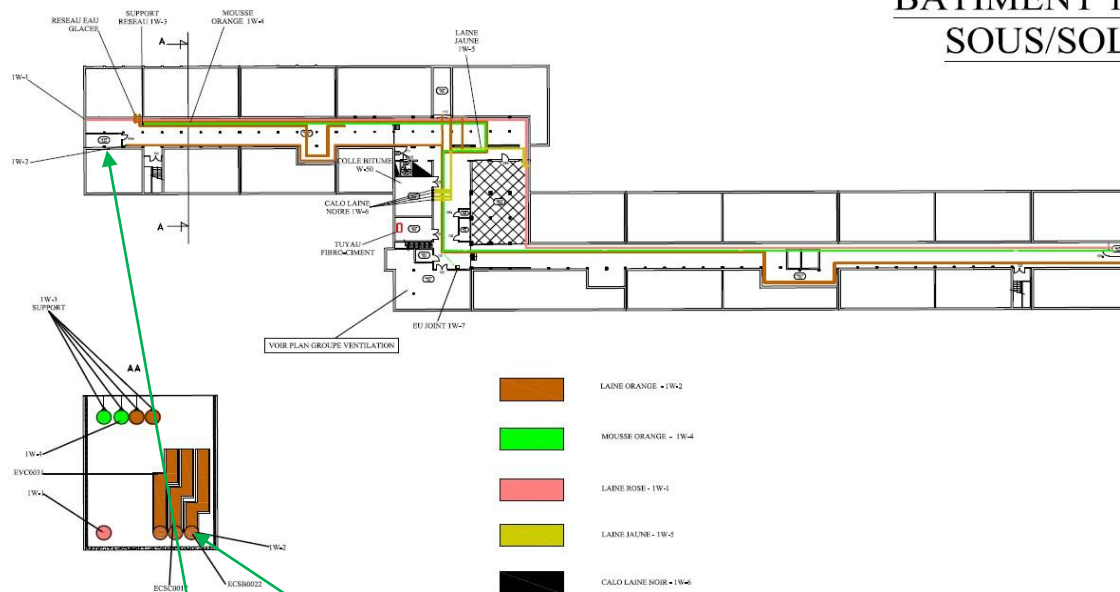 BATIMENT 1
SOUS/SOL
RESEAU EAU
GLACEE
SUPPORT
RESEAU 1W-3
MOUSSE
ORANGE 1W-4
LAINE
JAUNE
1W-5
A
1W-1
1W-2
COLLE BITUME
W-50
CALO LAINE
NOIRE 1W-6
A
TUYAU
FIBRO-CIMENT
EU JOINT 1W-7
VOIR PLAN GROUPE VENTILATION
1W-3
SUPPORT
AA
1W-4
EVC0031
1W-1
1W-2
ECSB0022
LAINE ORANGE - 1W-2
MOUSSE ORANGE - 1W-4
LAINE ROSE - 1W-1
LAINE JAUNE - 1W-5
CALO LAINE NOIR - 1W-6